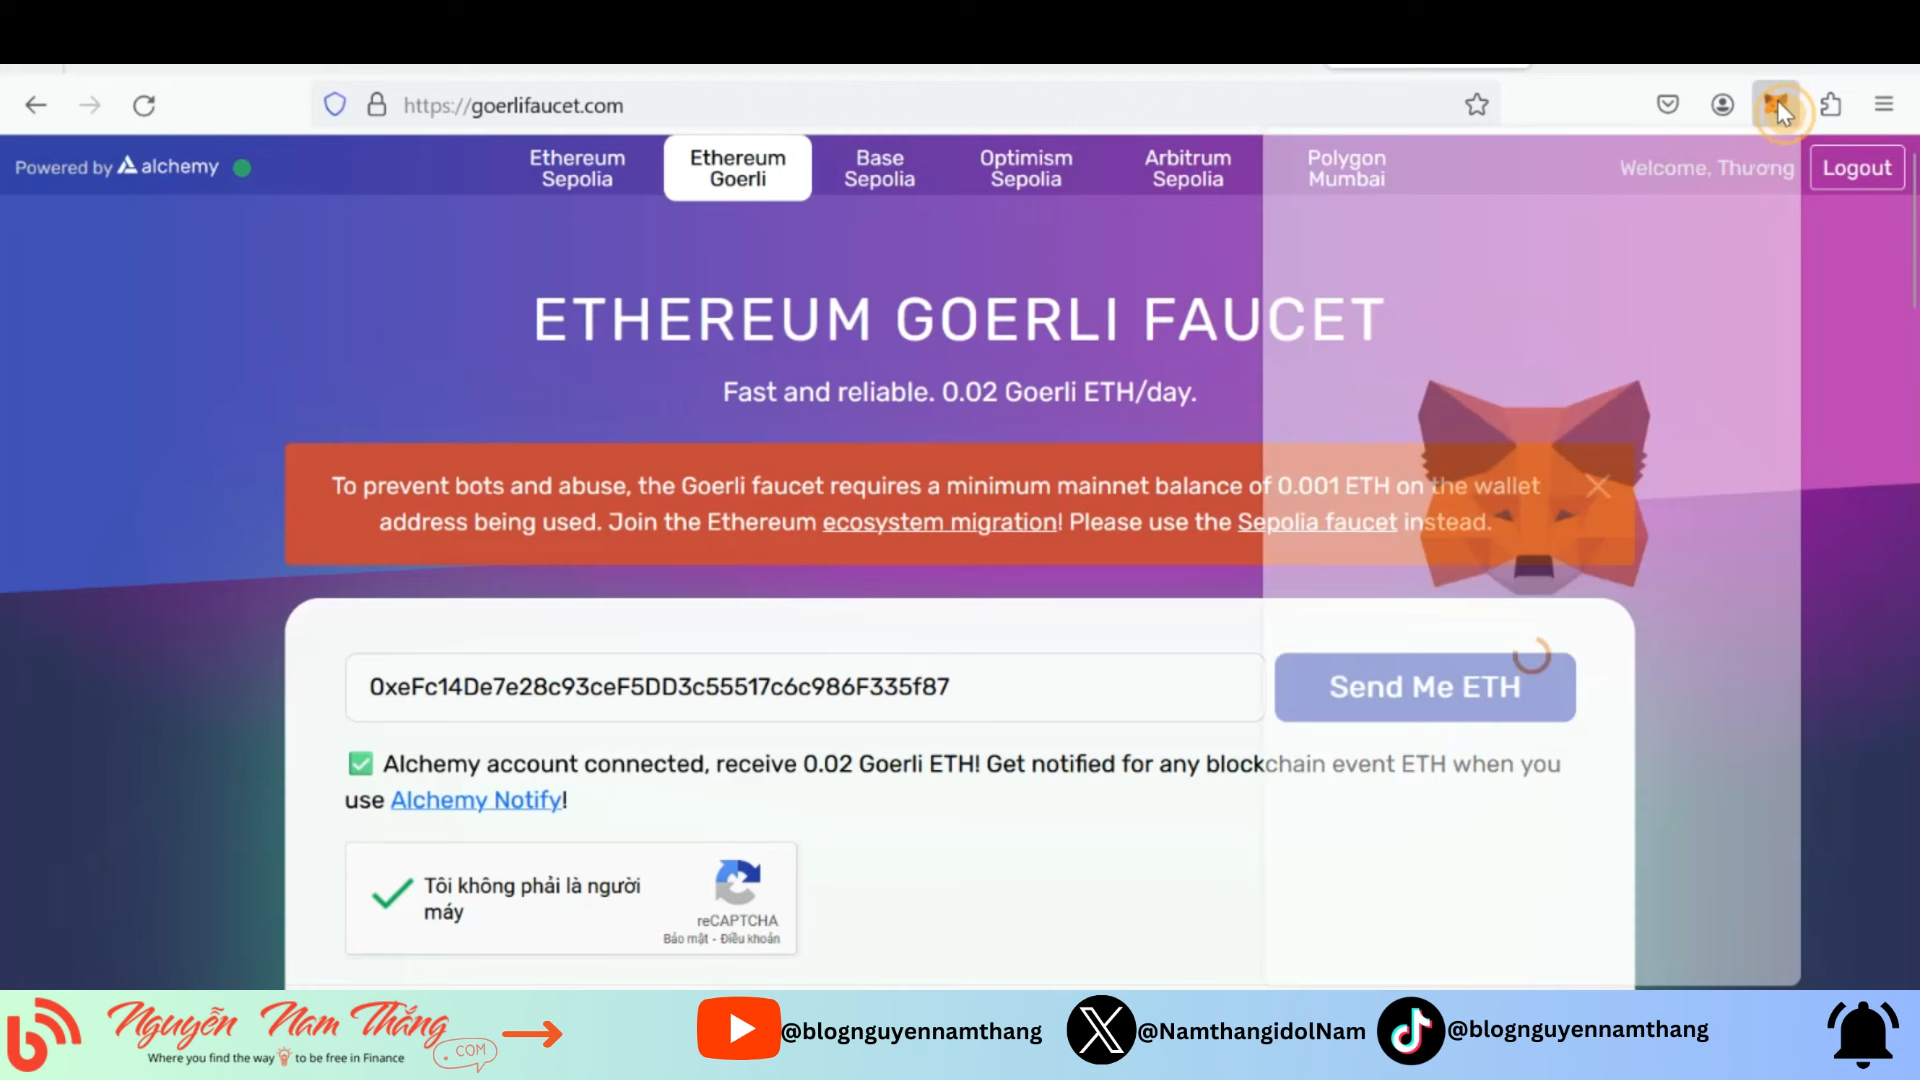 https://goerlifaucet.com
Powered by alchemy
Ethereum Sepolia
Ethereum Goerli
Base Sepolia
Optimism Sepolia
Arbitrum Sepolia
Polygon Mumbai
Welcome, Thương
Logout
ETHEREUM GOERLI FAUCET
Fast and reliable. 0.02 Goerli ETH/day.
To prevent bots and abuse, the Goerli faucet requires a minimum mainnet balance of 0.001 ETH on the wallet
address being used. Join the Ethereum ecosystem migration! Please use the Sepolia faucet instead.
0xeFc14De7e28c93ceF5DD3c55517c6c986F335f87
Send Me ETH
Alchemy account connected, receive 0.02 Goerli ETH! Get notified for any blockchain event ETH when you
use Alchemy Notify!
Tôi không phải là người
máy
reCAPTCHA
Bảo mật - Điều khoản
Nguyễn Nam Thắng
.COM
Where you find the way to be free in Finance
@blognguyennamthang
@NamthangidolNam
@blognguyennamthang